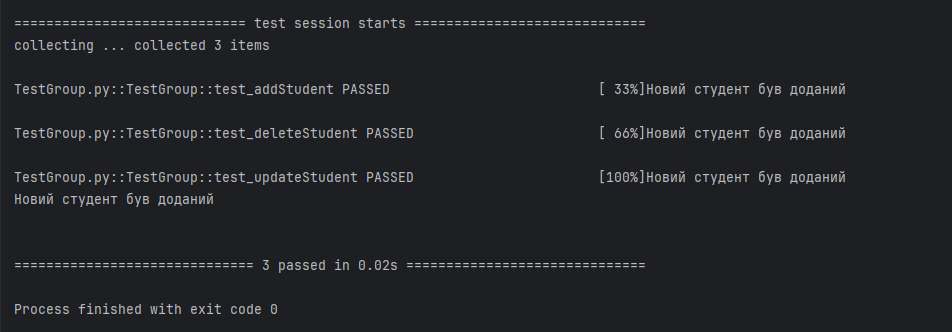 ============================= test session starts =============================
collecting ... collected 3 items
TestGroup.py::TestGroup::test_addStudent PASSED                          [ 33%]Новий студент був доданий
TestGroup.py::TestGroup::test_deleteStudent PASSED                       [ 66%]Новий студент був доданий
TestGroup.py::TestGroup::test_updateStudent PASSED                       [100%]Новий студент був доданий
Новий студент був доданий
============================== 3 passed in 0.02s ==============================
Process finished with exit code 0